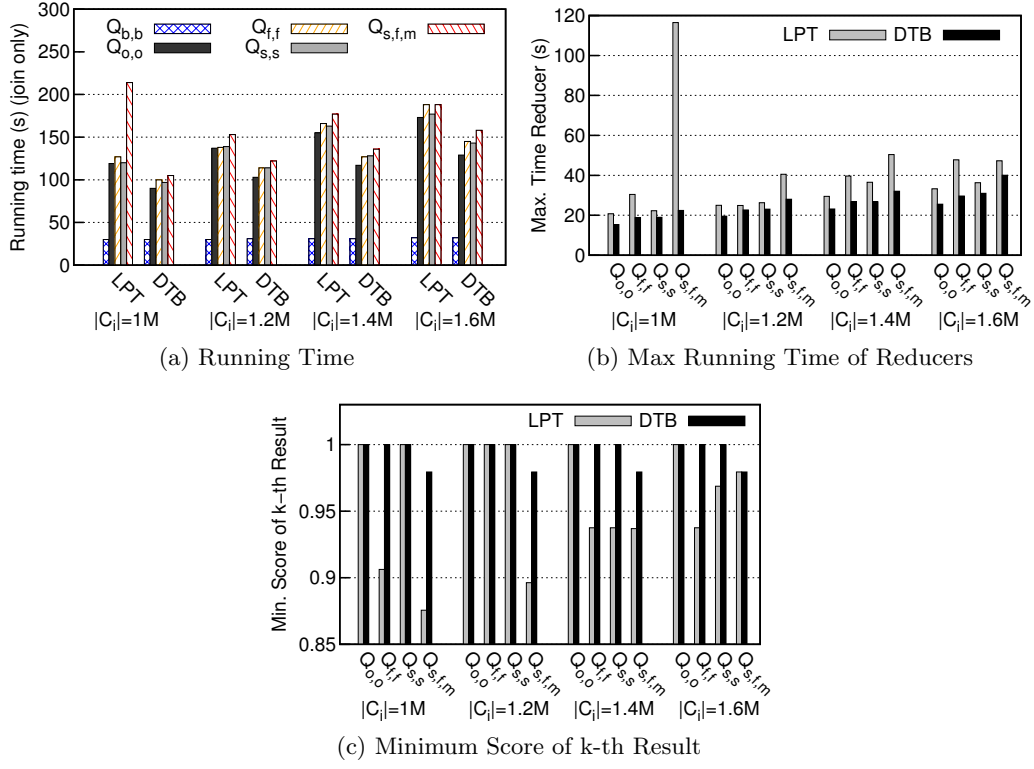 300
250
200
150
100
50
0
Running time (s) (join only)
Q_b,b Q_f,f Q_s,f,m
Q_o,o Q_s,s
LPT DTB LPT DTB LPT DTB LPT DTB
|C_i|=1M |C_i|=1.2M |C_i|=1.4M |C_i|=1.6M
(a) Running Time
120
100
80
60
40
20
0
Max. Time Reducer (s)
LPT DTB
Q_o,o Q_f,f Q_s,s Q_s,f,m Q_o,o Q_f,f Q_s,s Q_s,f,m Q_o,o Q_f,f Q_s,s Q_s,f,m Q_o,o Q_f,f Q_s,s Q_s,f,m
|C_i|=1M |C_i|=1.2M |C_i|=1.4M |C_i|=1.6M
(b) Max Running Time of Reducers
1
0.95
0.9
0.85
Min. Score of k-th Result
LPT DTB
Q_o,o Q_f,f Q_s,s Q_s,f,m Q_o,o Q_f,f Q_s,s Q_s,f,m Q_o,o Q_f,f Q_s,s Q_s,f,m Q_o,o Q_f,f Q_s,s Q_s,f,m
|C_i|=1M |C_i|=1.2M |C_i|=1.4M |C_i|=1.6M
(c) Minimum Score of k-th Result